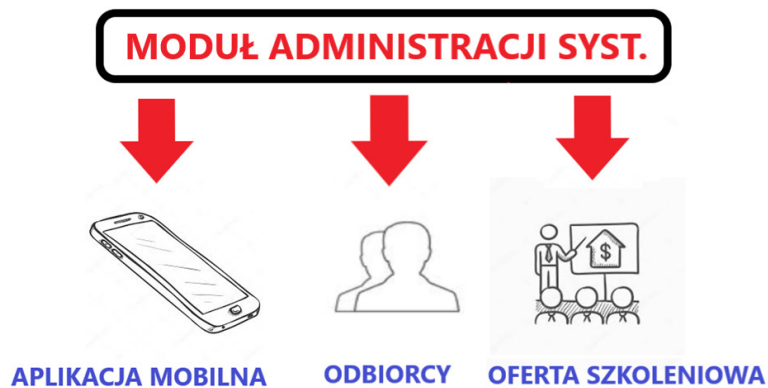 MODUŁ ADMINISTRACJI SYST.
$
APLIKACJA MOBILNA
ODBIORCY
OFERTA SZKOLENIOWA